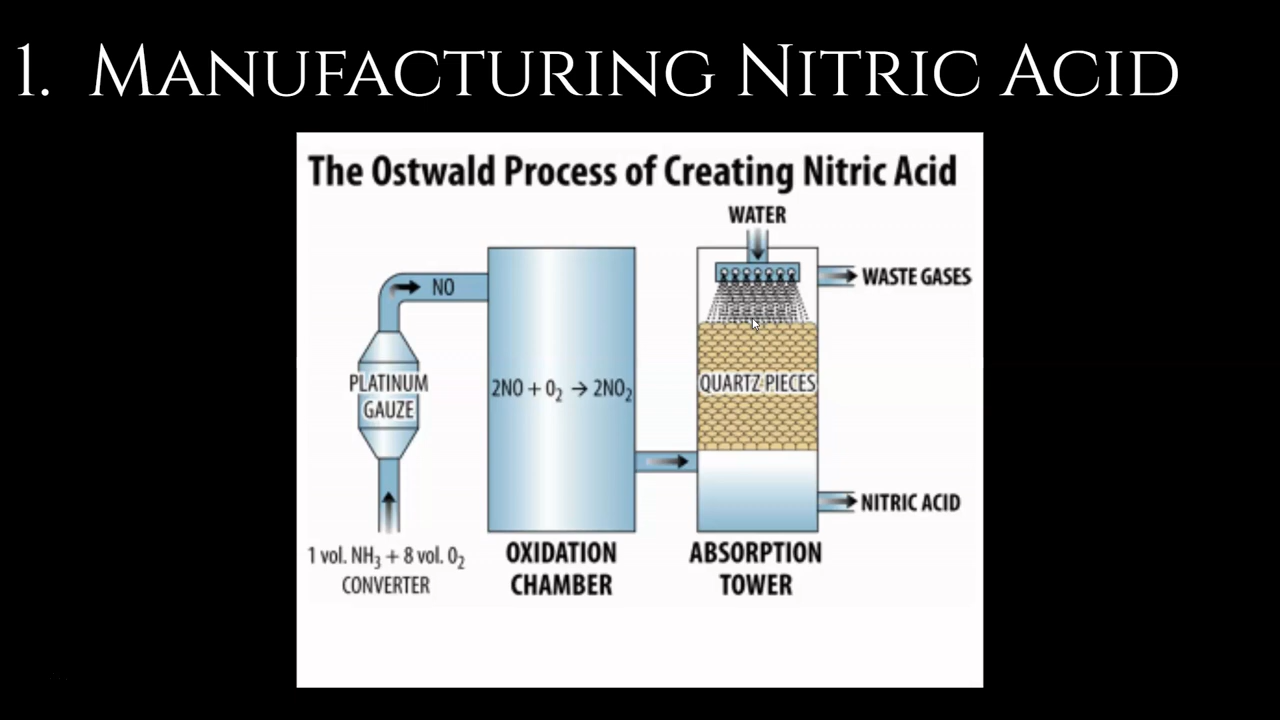 1. Manufacturing Nitric Acid
The Ostwald Process of Creating Nitric Acid
WATER
WASTE GASES
NO
PLATINUM
GAUZE
2NO + O₂ → 2NO₂
QUARTZ PIECES
NITRIC ACID
1 vol. NH₃ + 8 vol. O₂
CONVERTER
OXIDATION
CHAMBER
ABSORPTION
TOWER